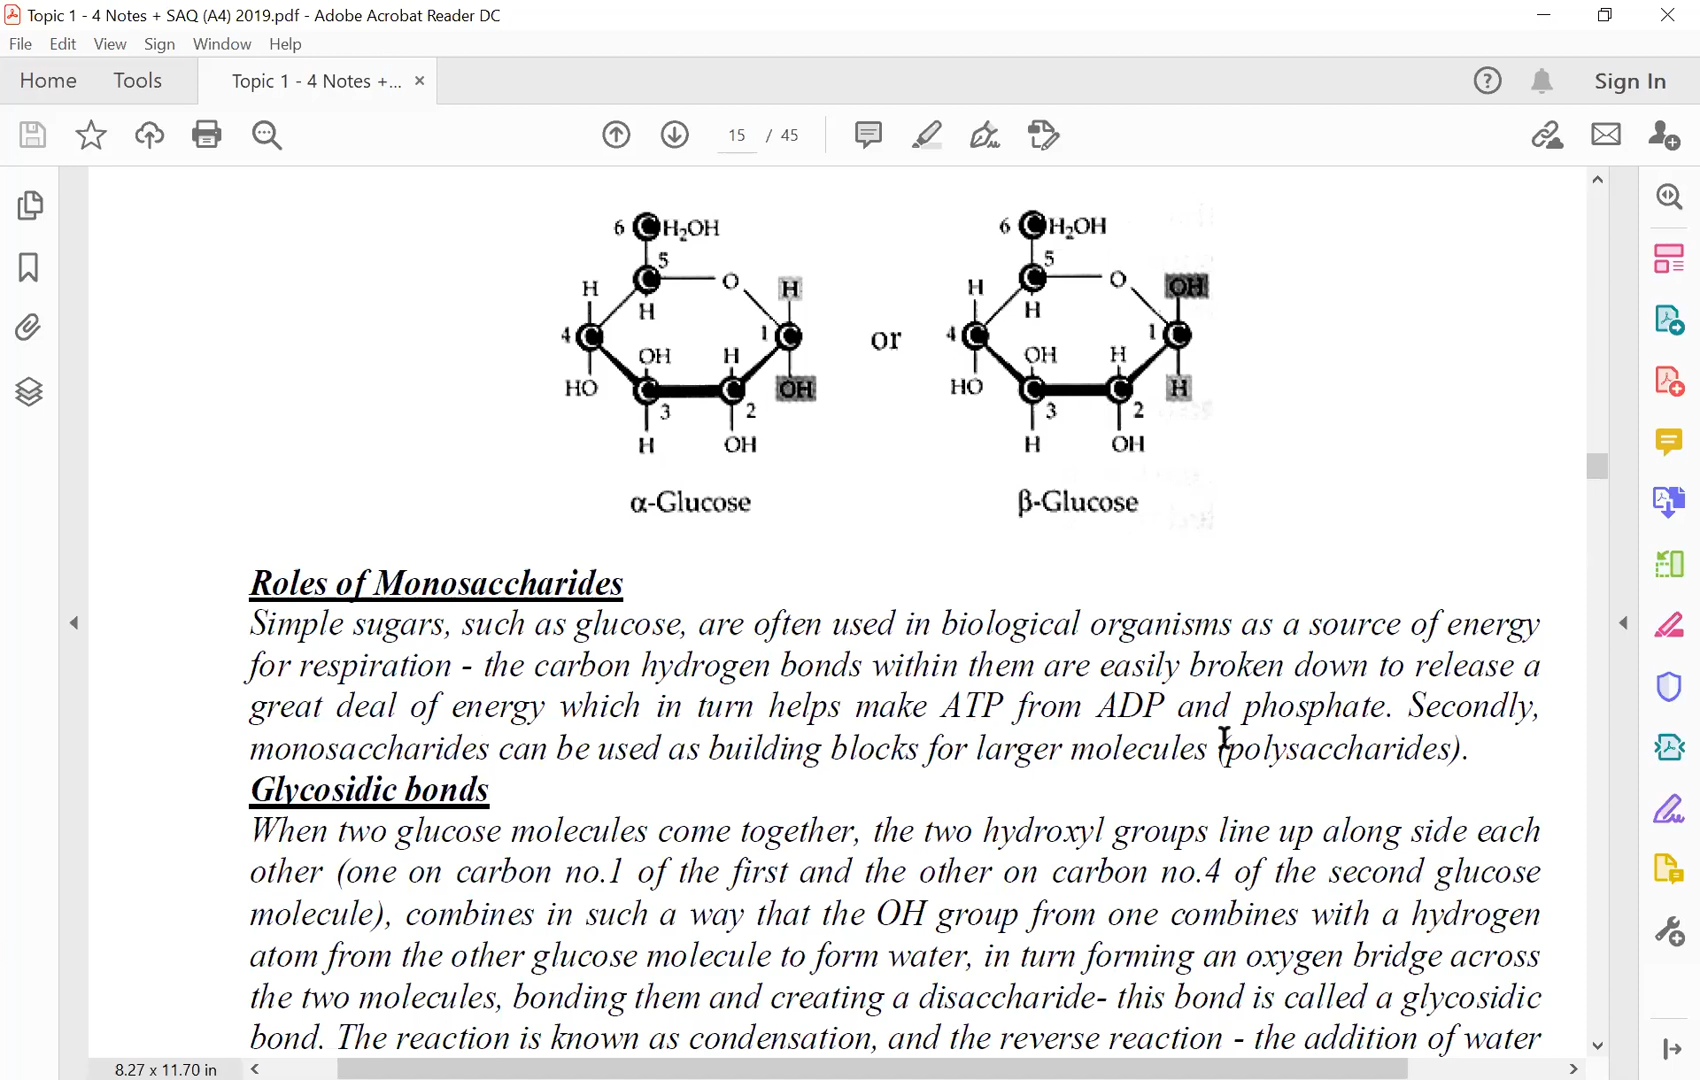 Topic 1 - 4 Notes + SAQ (A4) 2019.pdf - Adobe Acrobat Reader DC
File Edit View Sign Window Help
Home Tools Topic 1 - 4 Notes +... × Sign In
15 / 45
6 CH₂OH 6 CH₂OH
5 5
H C O H H C O OH
H H
4 C 1 C or 4 C 1 C
OH H OH H
HO C C OH HO C C H
3 2 3 2
H OH H OH
α-Glucose β-Glucose
Roles of Monosaccharides
Simple sugars, such as glucose, are often used in biological organisms as a source of energy
for respiration - the carbon hydrogen bonds within them are easily broken down to release a
great deal of energy which in turn helps make ATP from ADP and phosphate. Secondly,
monosaccharides can be used as building blocks for larger molecules (polysaccharides).
Glycosidic bonds
When two glucose molecules come together, the two hydroxyl groups line up along side each
other (one on carbon no.1 of the first and the other on carbon no.4 of the second glucose
molecule), combines in such a way that the OH group from one combines with a hydrogen
atom from the other glucose molecule to form water, in turn forming an oxygen bridge across
the two molecules, bonding them and creating a disaccharide- this bond is called a glycosidic
bond. The reaction is known as condensation, and the reverse reaction - the addition of water
8.27 x 11.70 in